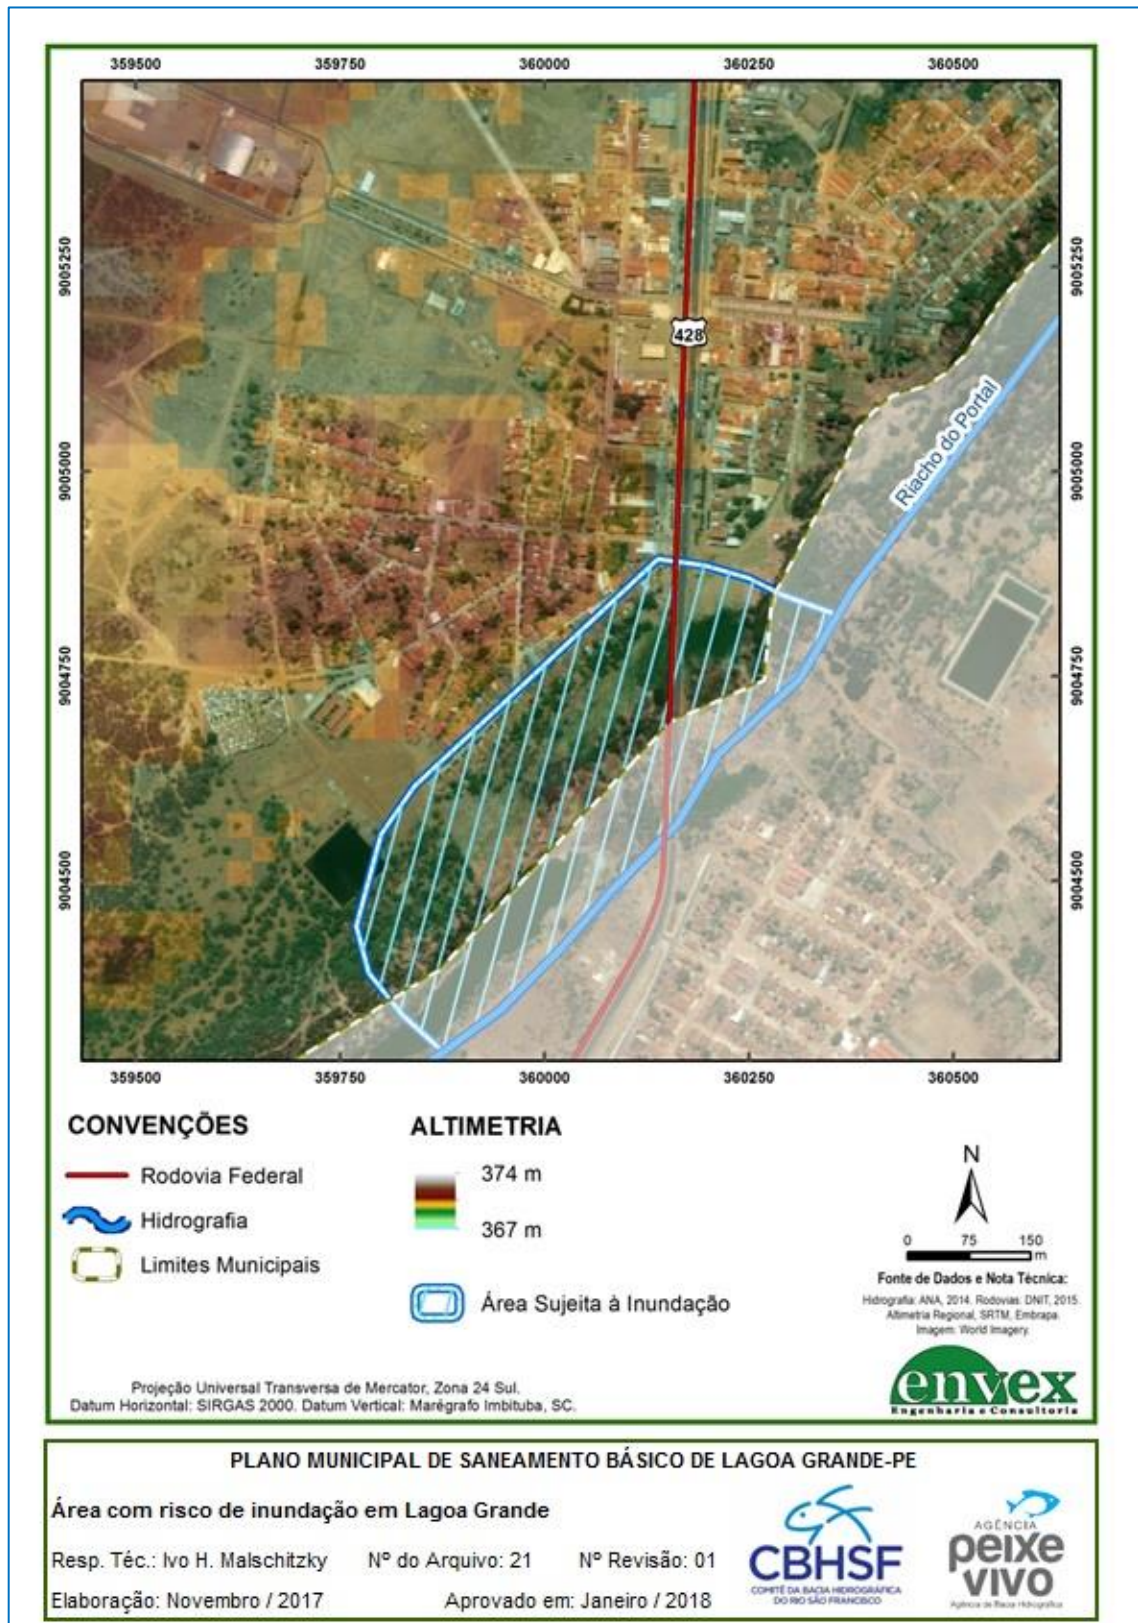 359500 359750 360000 360250 360500
9005250
9005250
428
Riacho do Portal
9005000
9005000
9004750
9004750
9004500
9004500
359500 359750 360000 360250 360500
CONVENÇÕES
Rodovia Federal
Hidrografia
Limites Municipais
ALTIMETRIA
374 m
367 m
Área Sujeita à Inundação
N
0 75 150
m
Fonte de Dados e Nota Técnica:
Hidrografia: ANA, 2014. Rodovias: DNIT, 2015.
Altimetria Regional, SRTM, Embrapa.
Imagem: World Imagery.
Projeção Universal Transversa de Mercator, Zona 24 Sul.
Datum Horizontal: SIRGAS 2000. Datum Vertical: Marégrafo Imbituba, SC.
envex
Engenharia e Consultoria
PLANO MUNICIPAL DE SANEAMENTO BÁSICO DE LAGOA GRANDE-PE
Área com risco de inundação em Lagoa Grande
Resp. Téc.: Ivo H. Malschitzky Nº do Arquivo: 21 Nº Revisão: 01
Elaboração: Novembro / 2017 Aprovado em: Janeiro / 2018
CBHSF
COMITÊ DA BACIA HIDROGRÁFICA
DO RIO SÃO FRANCISCO
AGÊNCIA
peixe
vivo
Agência de Bacia Hidrográfica